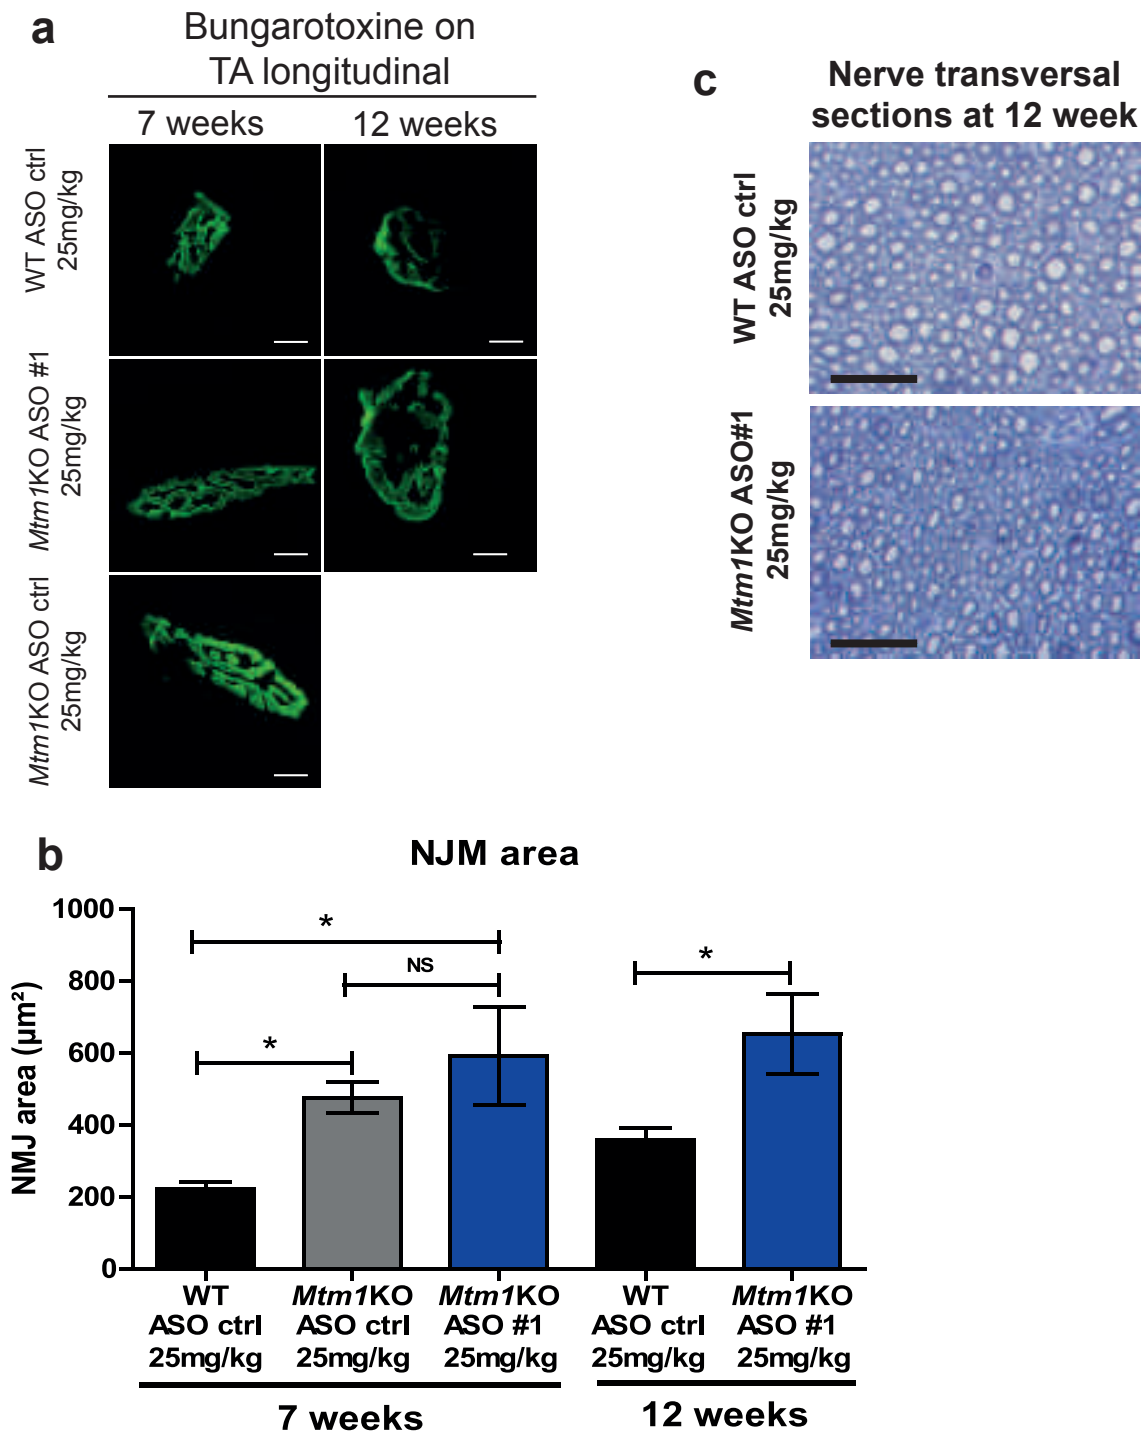 a
Bungarotoxine on
TA longitudinal
7 weeks
12 weeks
WT ASO ctrl
25mg/kg
Mtm1KO ASO #1
25mg/kg
Mtm1KO ASO ctrl
25mg/kg
c
Nerve transversal
sections at 12 week
WT ASO ctrl
25mg/kg
Mtm1KO ASO#1
25mg/kg
b
NJM area
NMJ area (µm²)
1000
800
600
400
200
0
*
NS
*
*
WT
ASO ctrl
25mg/kg
Mtm1KO
ASO ctrl
25mg/kg
Mtm1KO
ASO #1
25mg/kg
WT
ASO ctrl
25mg/kg
Mtm1KO
ASO #1
25mg/kg
7 weeks
12 weeks